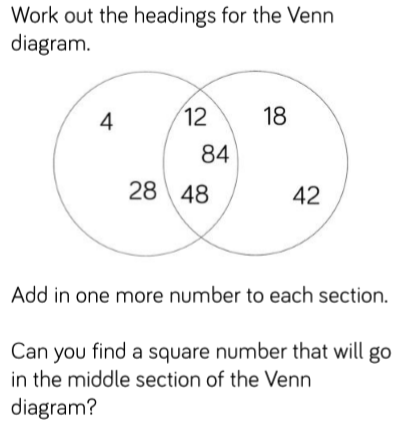 Work out the headings for the Venn
diagram.
4 12 18
84
28 48 42
Add in one more number to each section.
Can you find a square number that will go
in the middle section of the Venn
diagram?